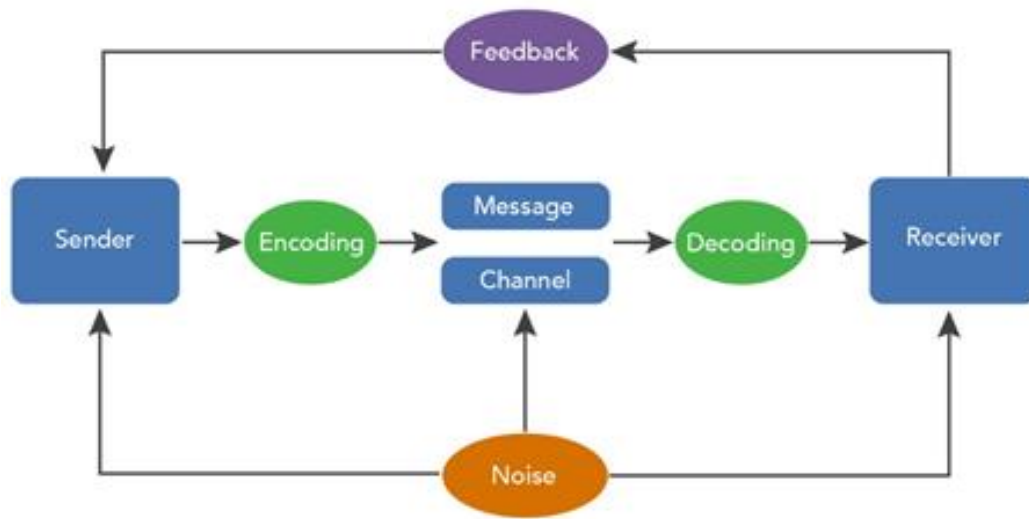 Feedback
Sender
Encoding
Message
Channel
Decoding
Receiver
Noise